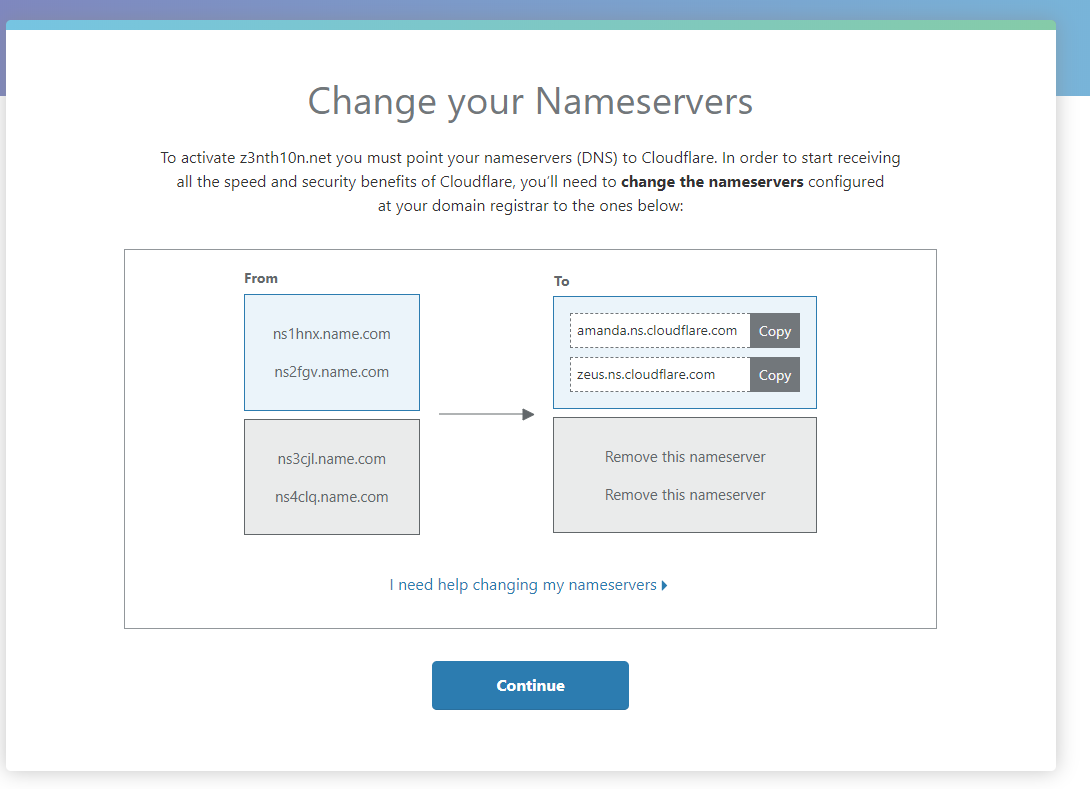 Change your Nameservers
To activate z3nth10n.net you must point your nameservers (DNS) to Cloudflare. In order to start receiving
all the speed and security benefits of Cloudflare, you'll need to change the nameservers configured
at your domain registrar to the ones below:
From
ns1hnx.name.com
ns2fgv.name.com
ns3cjl.name.com
ns4clq.name.com
To
amanda.ns.cloudflare.com Copy
zeus.ns.cloudflare.com Copy
Remove this nameserver
Remove this nameserver
I need help changing my nameservers
Continue